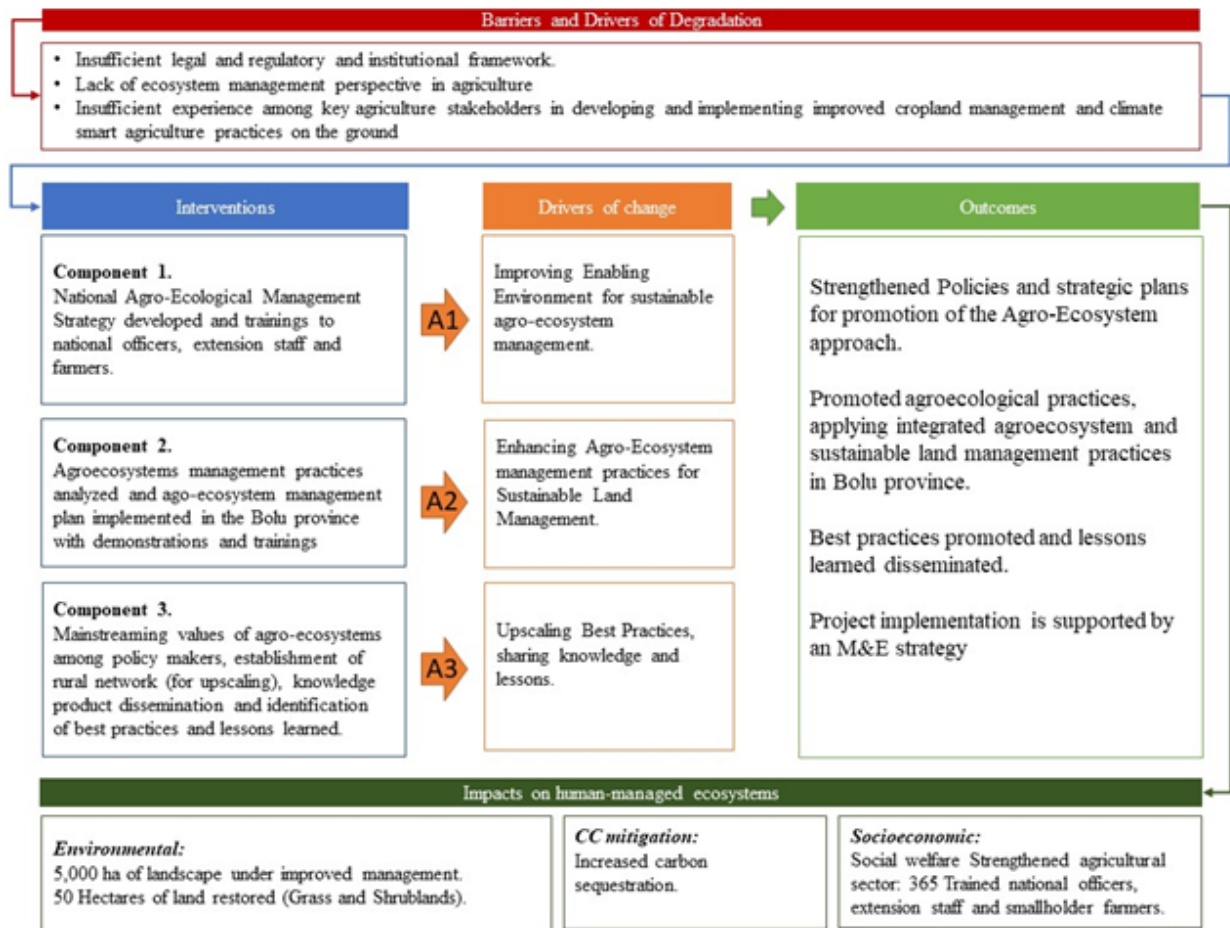 Barriers and Drivers of Degradation
• Insufficient legal and regulatory and institutional framework.
• Lack of ecosystem management perspective in agriculture
• Insufficient experience among key agriculture stakeholders in developing and implementing improved cropland management and climate
smart agriculture practices on the ground
Interventions
Drivers of change
Outcomes
Component 1.
National Agro-Ecological Management
Strategy developed and trainings to
national officers, extension staff and
farmers.
A1
Improving Enabling
Environment for sustainable
agro-ecosystem
management.
Component 2.
Agroecosystems management practices
analyzed and ago-ecosystem management
plan implemented in the Bolu province
with demonstrations and trainings
A2
Enhancing Agro-Ecosystem
management practices for
Sustainable Land
Management.
Component 3.
Mainstreaming values of agro-ecosystems
among policy makers, establishment of
rural network (for upscaling), knowledge
product dissemination and identification
of best practices and lessons learned.
A3
Upscaling Best Practices,
sharing knowledge and
lessons.
Strengthened Policies and strategic plans
for promotion of the Agro-Ecosystem
approach.
Promoted agroecological practices,
applying integrated agroecosystem and
sustainable land management practices
in Bolu province.
Best practices promoted and lessons
learned disseminated.
Project implementation is supported by
an M&E strategy
Impacts on human-managed ecosystems
Environmental:
5,000 ha of landscape under improved management.
50 Hectares of land restored (Grass and Shrublands).
CC mitigation:
Increased carbon
sequestration.
Socioeconomic:
Social welfare Strengthened agricultural
sector: 365 Trained national officers,
extension staff and smallholder farmers.